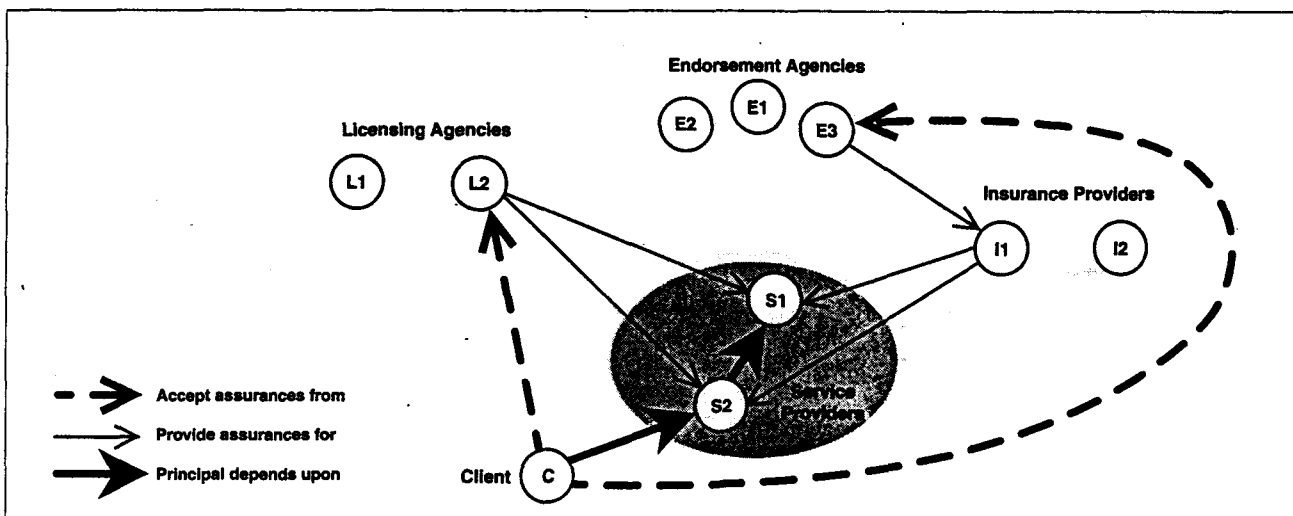 Endorsement Agencies
E1
E2
E3
Licensing Agencies
L1
L2
Insurance Providers
I1
I2
S1
S2
Service
Providers
Accept assurances from
Provide assurances for
Principal depends upon
Client
C